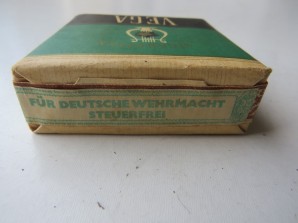 VEGA
FÜR DEUTSCHE WEHRMACHT
STEUERFREI